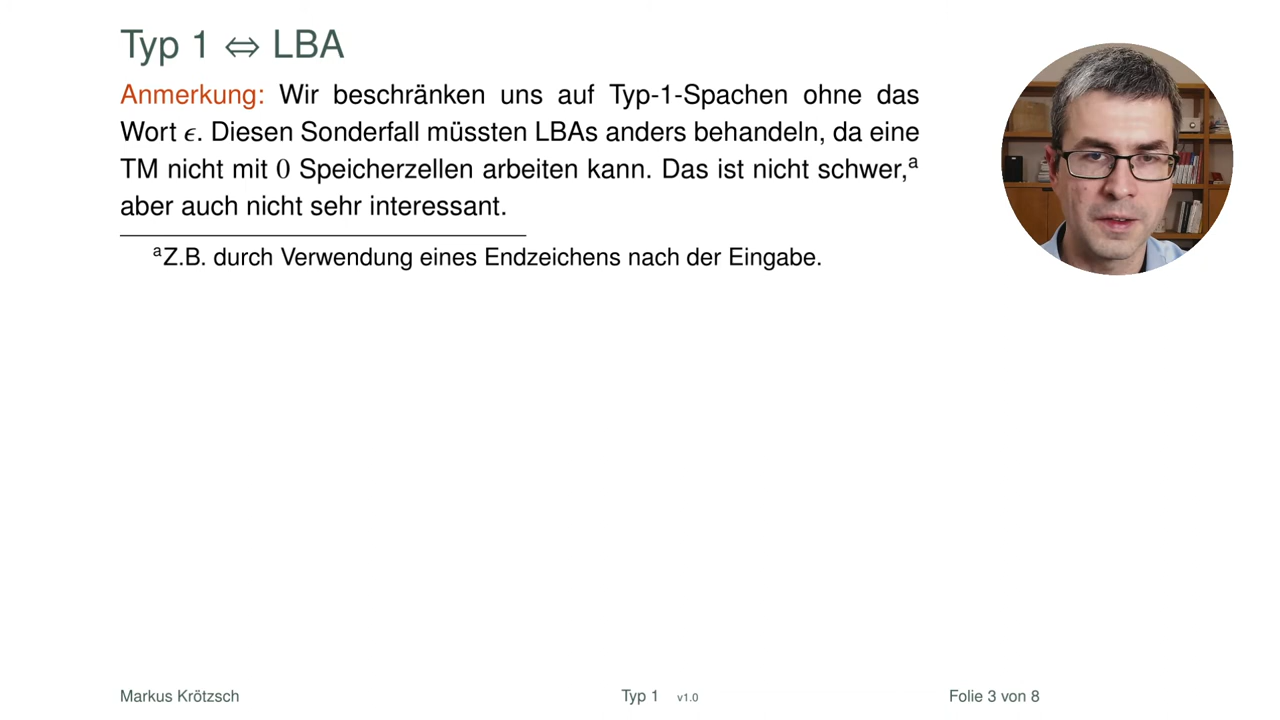 Typ 1 ⇔ LBA
Anmerkung: Wir beschränken uns auf Typ-1-Spachen ohne das
Wort ϵ. Diesen Sonderfall müssten LBAs anders behandeln, da eine
TM nicht mit 0 Speicherzellen arbeiten kann. Das ist nicht schwer,ᵃ
aber auch nicht sehr interessant.
ᵃZ.B. durch Verwendung eines Endzeichens nach der Eingabe.
Markus Krötzsch Typ 1 v1.0 Folie 3 von 8